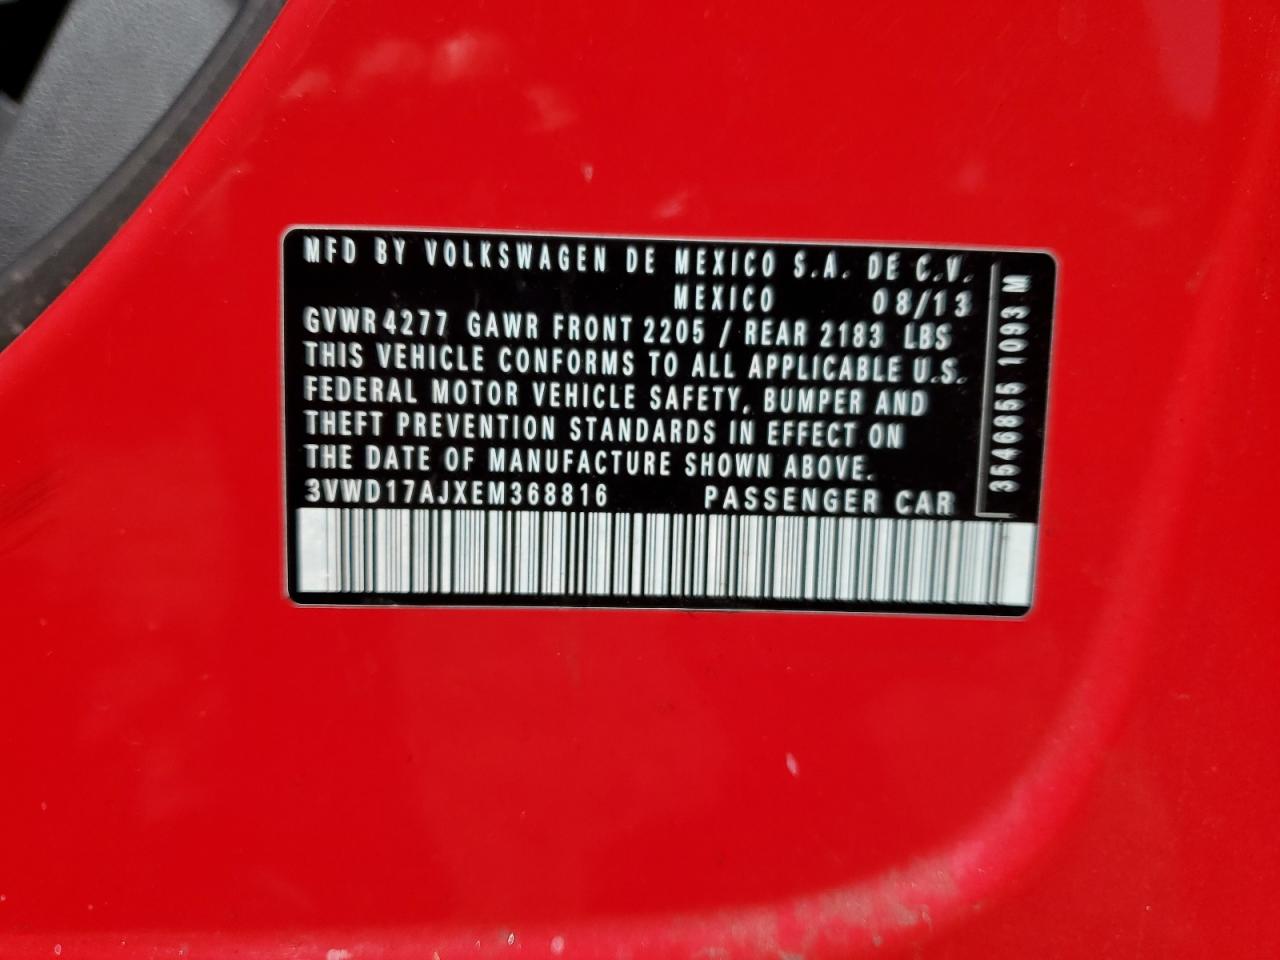 MFD BY VOLKSWAGEN DE MEXICO S.A. DE C.V.
MEXICO 08/13
GVWR 4277 GAWR FRONT 2205 / REAR 2183 LBS
THIS VEHICLE CONFORMS TO ALL APPLICABLE U.S.
FEDERAL MOTOR VEHICLE SAFETY, BUMPER AND
THEFT PREVENTION STANDARDS IN EFFECT ON
THE DATE OF MANUFACTURE SHOWN ABOVE.
3VWD17AJXEM368816 PASSENGER CAR
3546855 1093 M